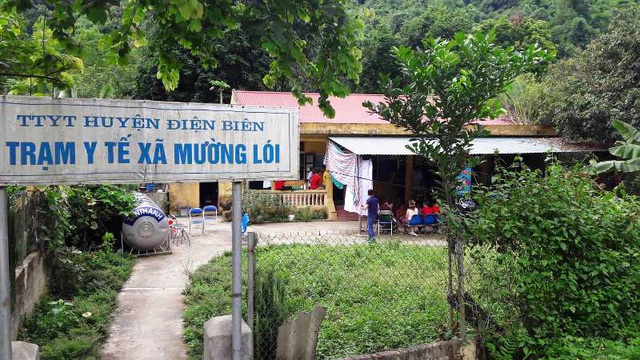 TTYT HUYỆN ĐIỆN BIÊN
TRẠM Y TẾ XÃ MƯỜNG LÓI